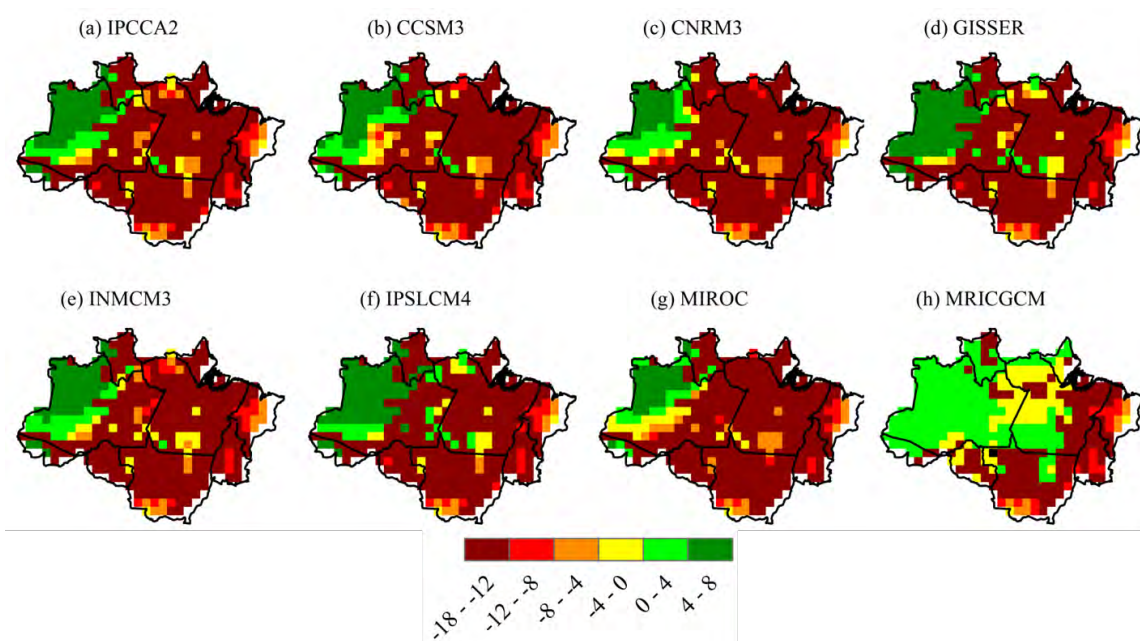 (a) IPCCA2
(b) CCSM3
(c) CNRM3
(d) GISSER
(e) INMCM3
(f) IPSLCM4
(g) MIROC
(h) MRICGCM
-18 - -12
-12 - -8
-8 - -4
-4 - 0
0 - 4
4 - 8